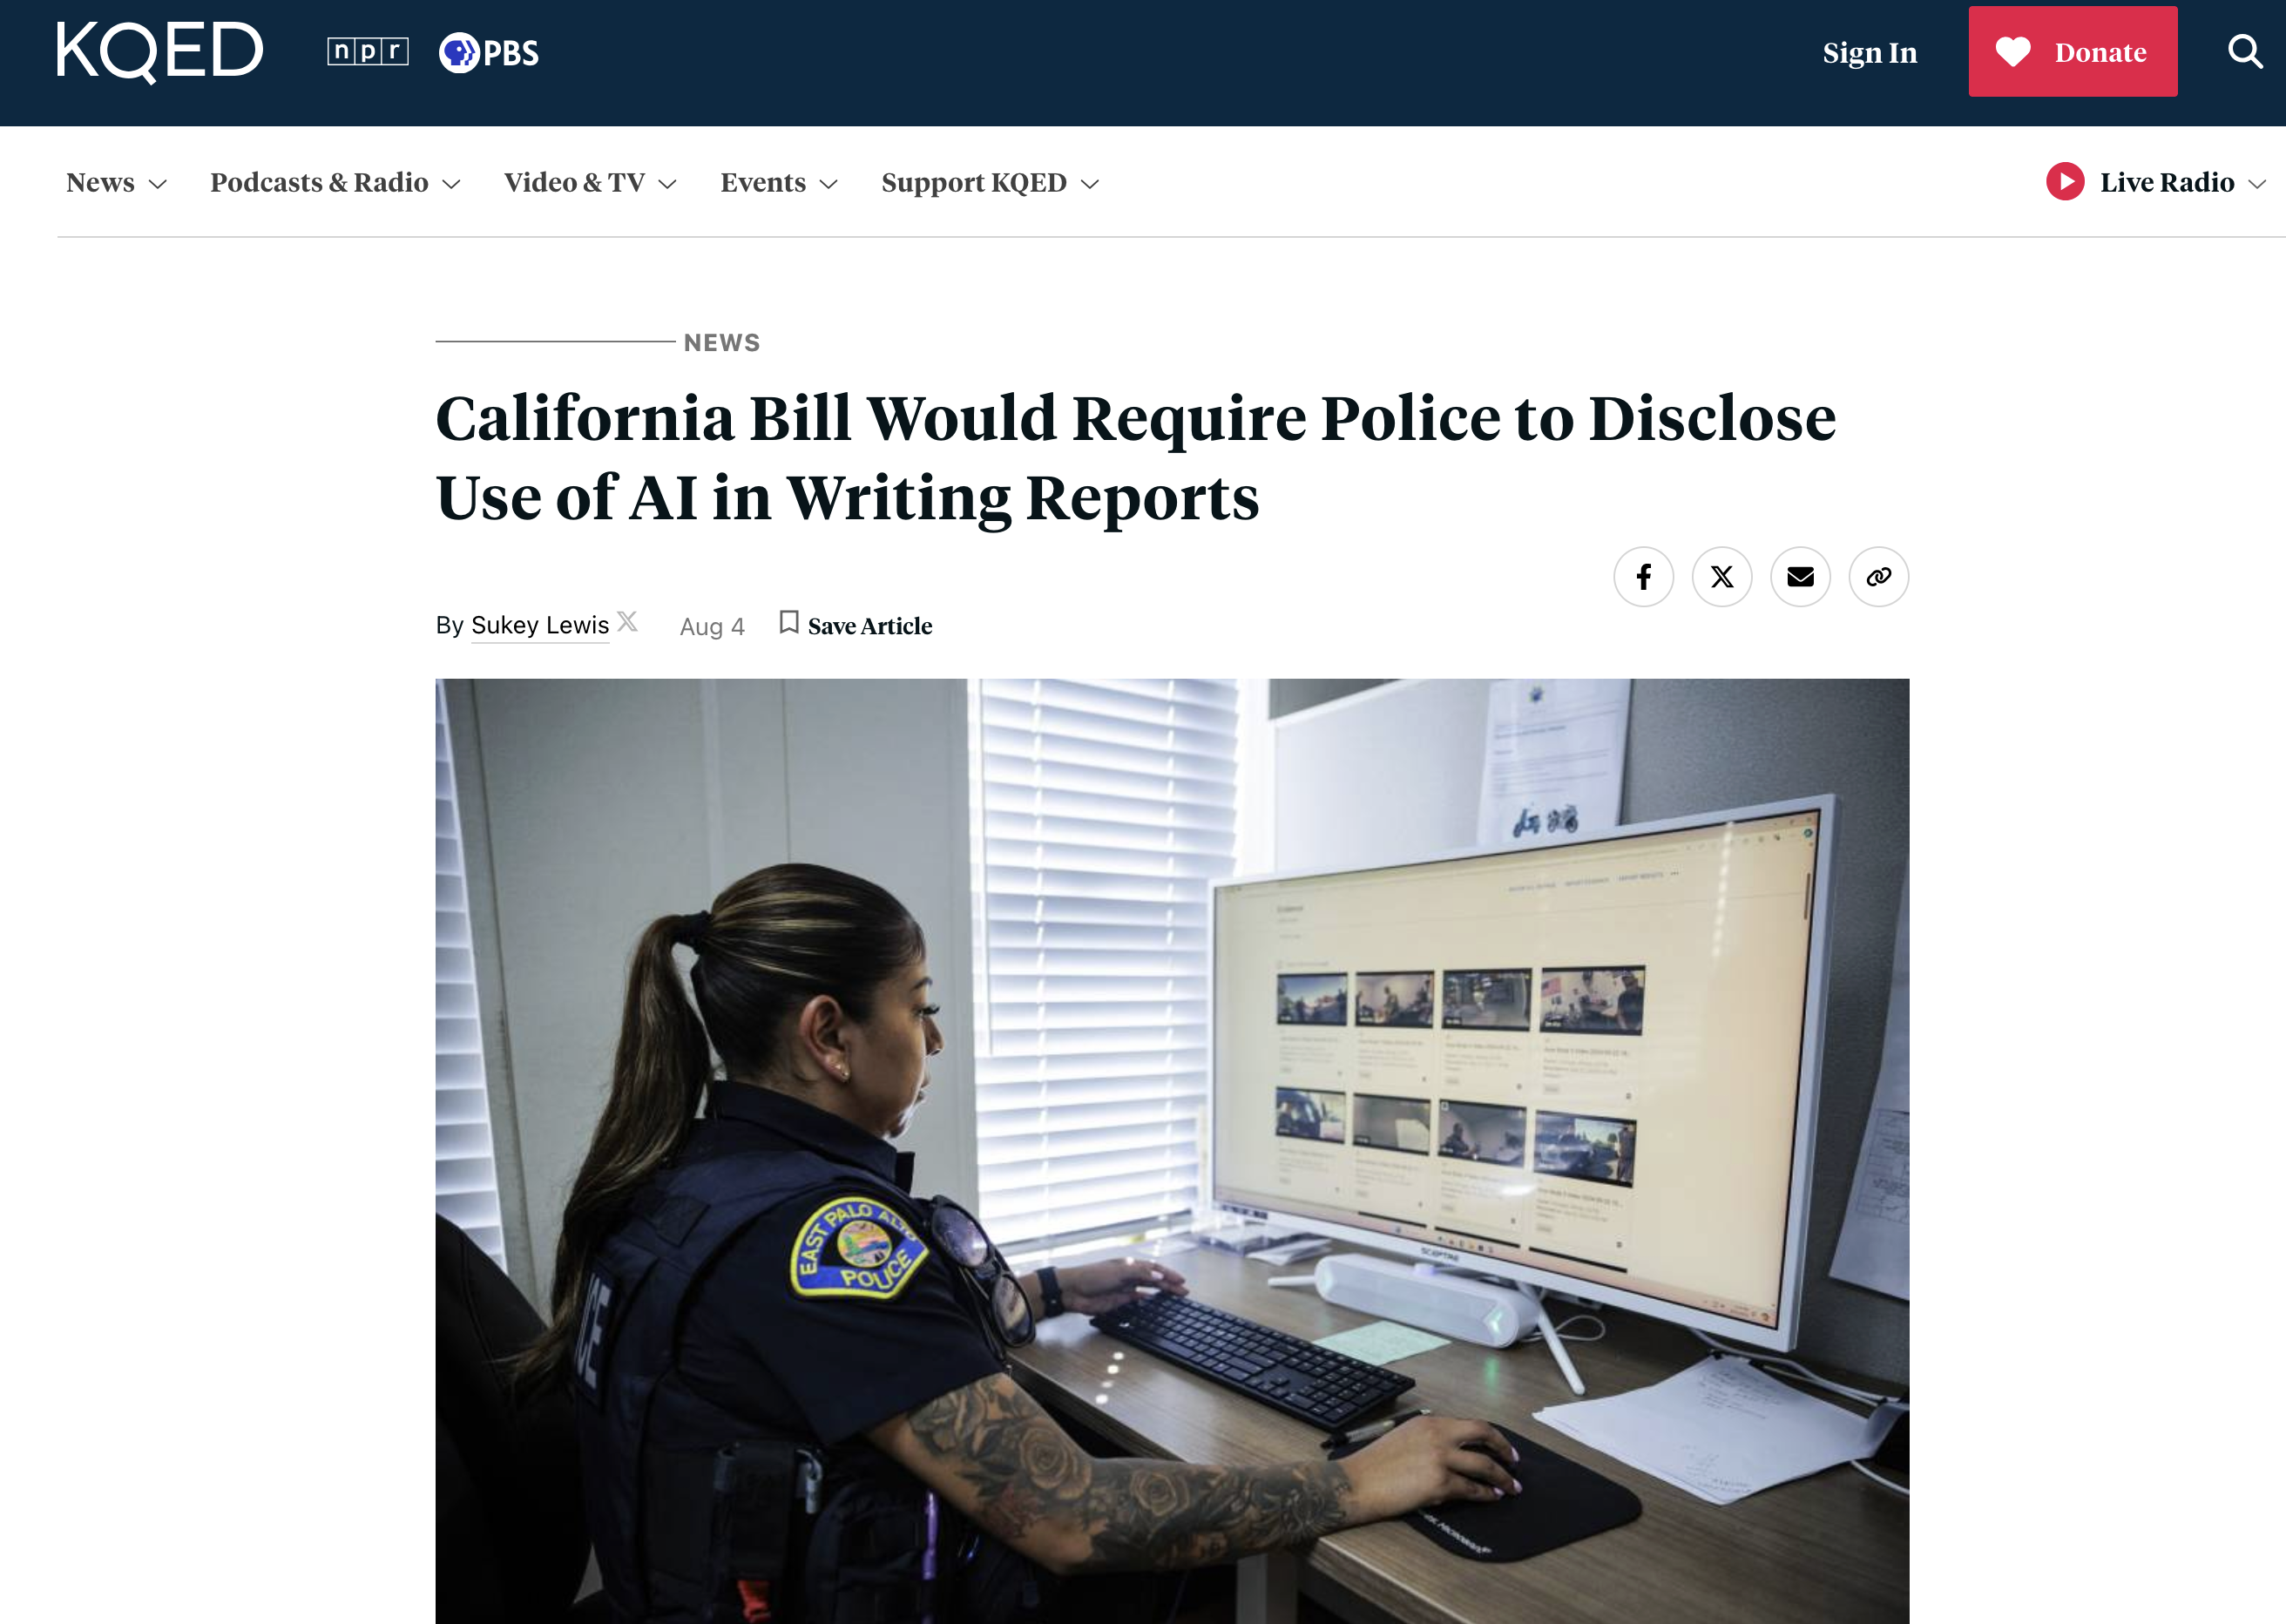 KQED
npr
PBS
Sign In
Donate
News
Podcasts & Radio
Video & TV
Events
Support KQED
Live Radio
NEWS
California Bill Would Require Police to Disclose
Use of AI in Writing Reports
By Sukey Lewis
Aug 4
Save Article
EAST PALO ALTO
POLICE
ICE
SCEPTRE